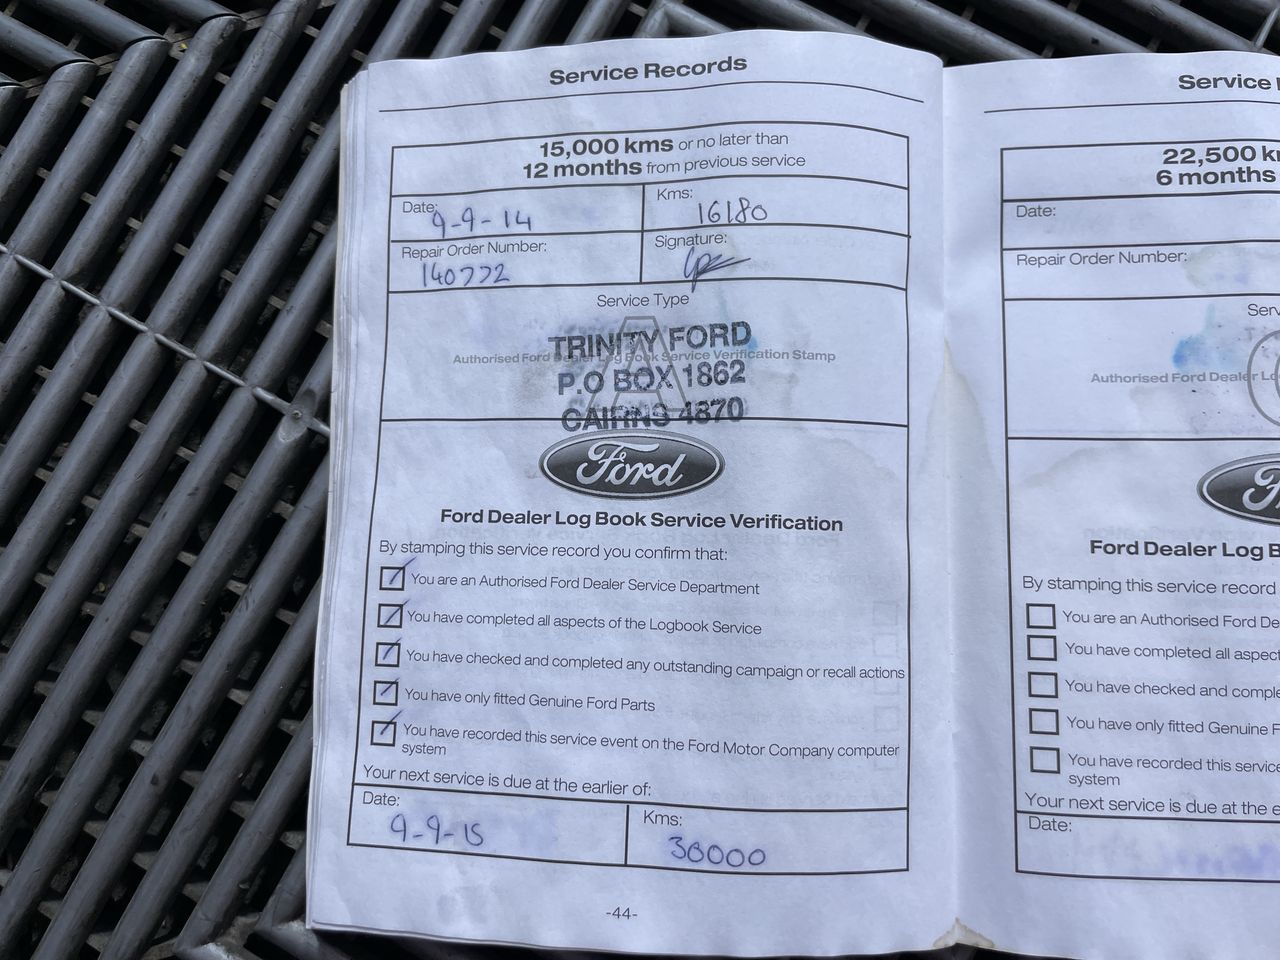 Service Records
15,000 kms or no later than
12 months from previous service
Date: 9-9-14
Kms: 16180
Repair Order Number: 140772
Signature:
Service Type
TRINITY FORD
Authorised Ford Dealer Log Book Service Verification Stamp
P.O BOX 1862
CAIRNS 4870
Ford
Ford Dealer Log Book Service Verification
By stamping this service record you confirm that:
You are an Authorised Ford Dealer Service Department
You have completed all aspects of the Logbook Service
You have checked and completed any outstanding campaign or recall actions
You have only fitted Genuine Ford Parts
You have recorded this service event on the Ford Motor Company computer
system
Your next service is due at the earlier of:
Date: 9-9-15
Kms: 30000
-44-
Service
22,500
6 months
Date:
Repair Order Number:
Authorised Ford Dealer
Ford Dealer Log
By stamping this service record
You are an Authorised Ford
You have completed all
You have checked and
You have only fitted Genuine
You have recorded this service
system
Your next service is due at the
Date: